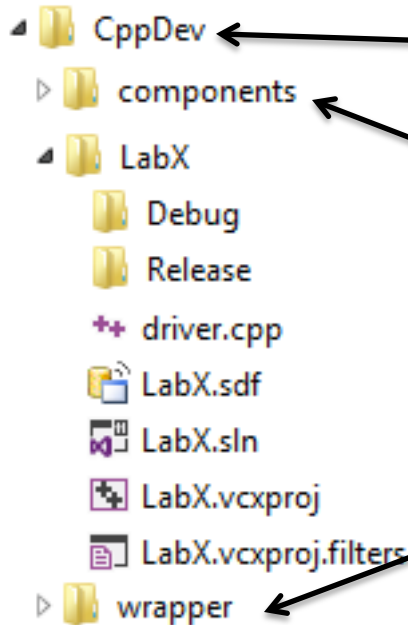 CppDev
components
LabX
Debug
Release
driver.cpp
LabX.sdf
LabX.sln
LabX.vcxproj
LabX.vcxproj.filters
wrapper